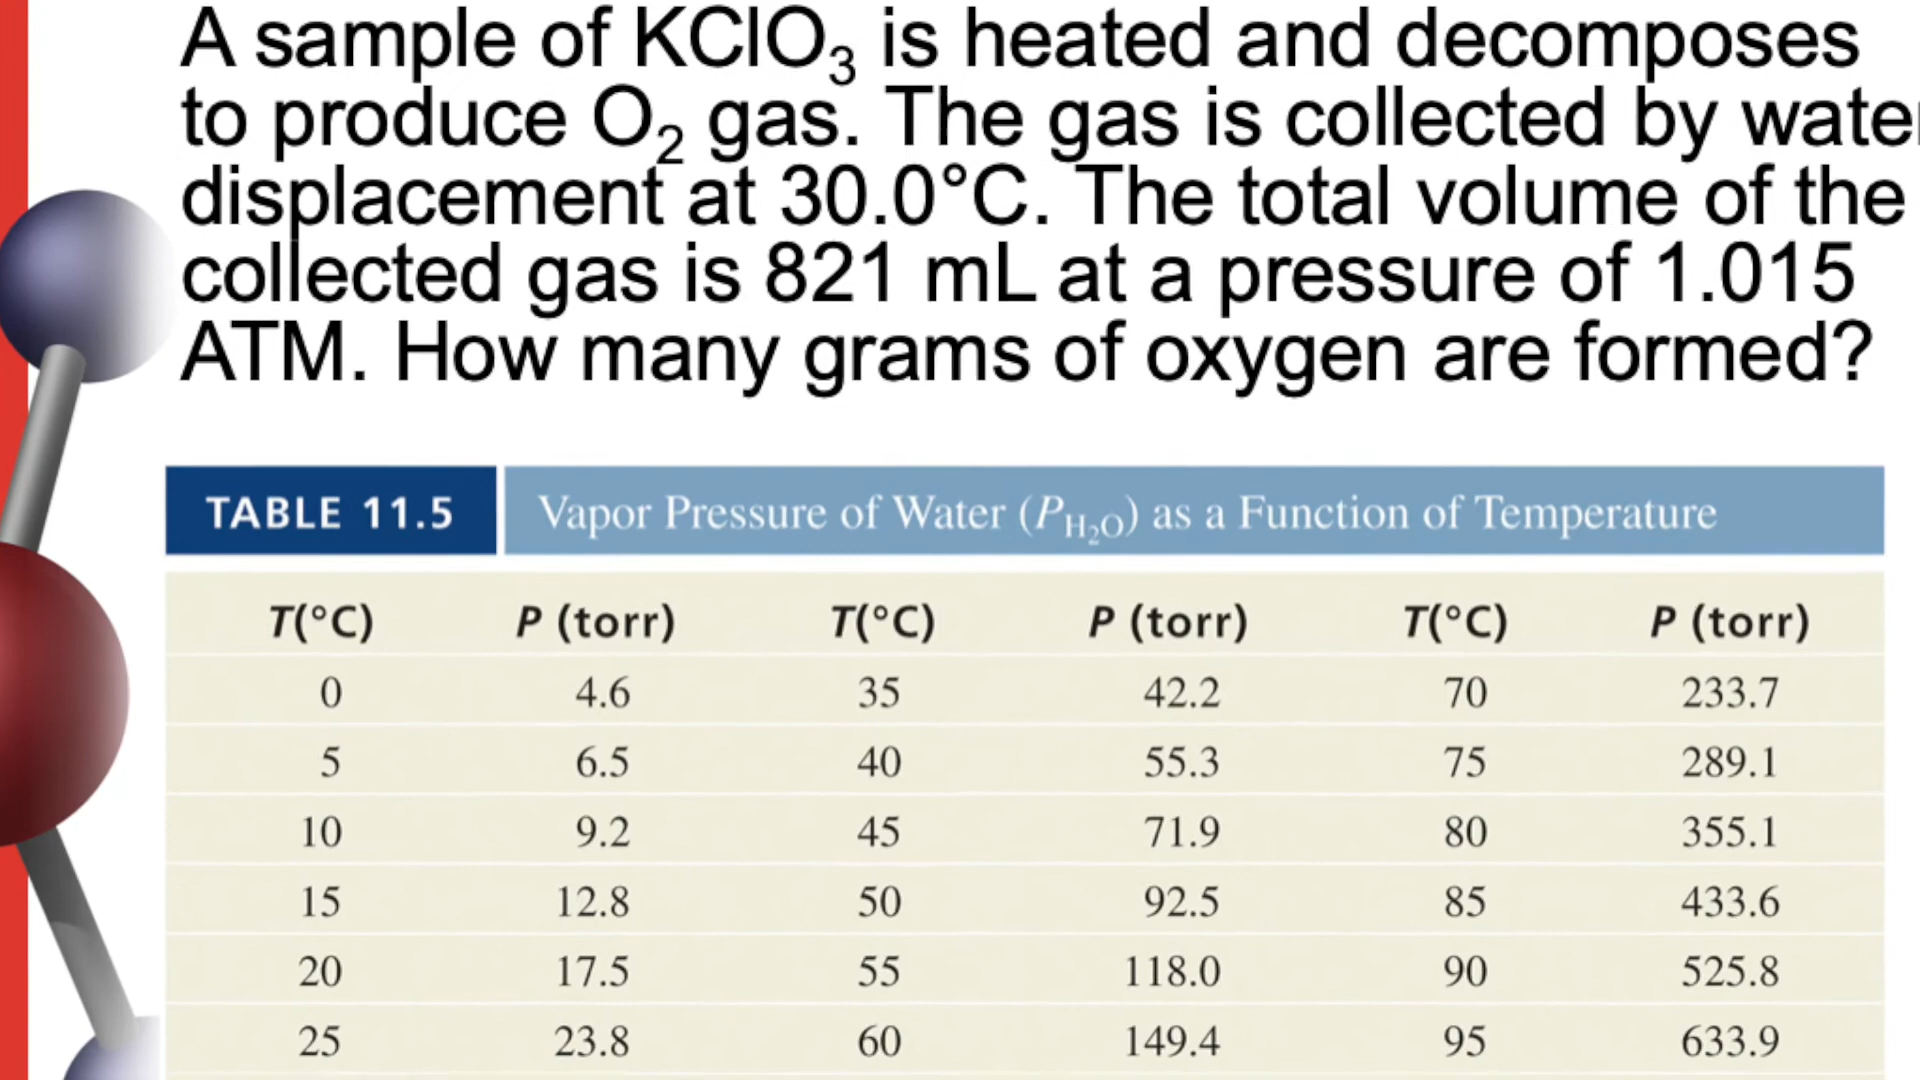 A sample of KClO₃ is heated and decomposes
to produce O₂ gas. The gas is collected by wate
displacement at 30.0°C. The total volume of the
collected gas is 821 mL at a pressure of 1.015
ATM. How many grams of oxygen are formed?
TABLE 11.5 Vapor Pressure of Water (P_H₂O) as a Function of Temperature
T(°C) P (torr) T(°C) P (torr) T(°C) P (torr)
0 4.6 35 42.2 70 233.7
5 6.5 40 55.3 75 289.1
10 9.2 45 71.9 80 355.1
15 12.8 50 92.5 85 433.6
20 17.5 55 118.0 90 525.8
25 23.8 60 149.4 95 633.9